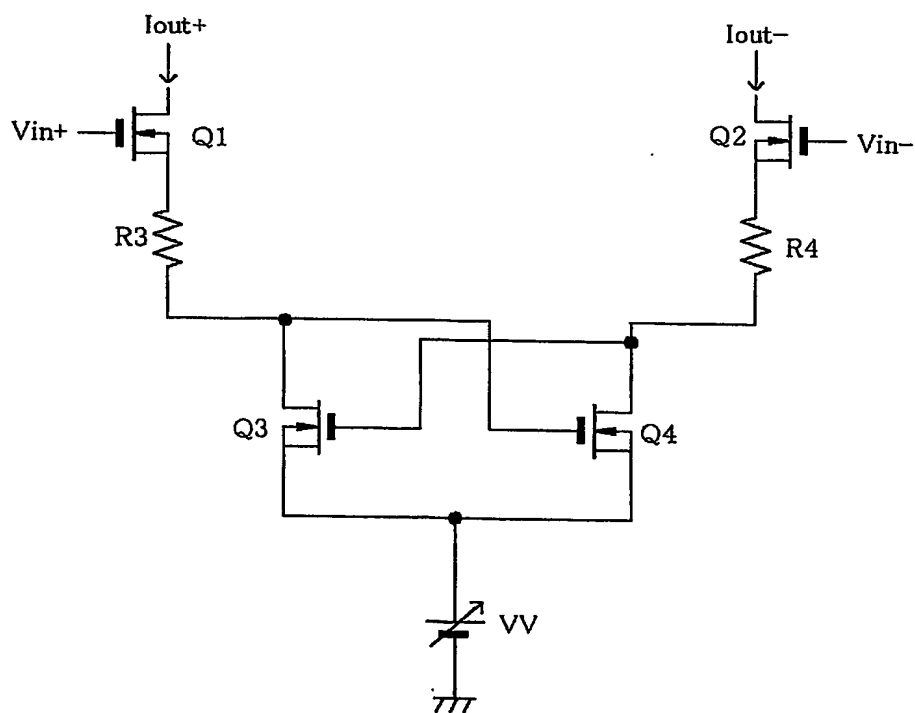 Iout+
Iout−
Vin+
Q1
Q2
Vin−
R3
R4
Q3
Q4
VV